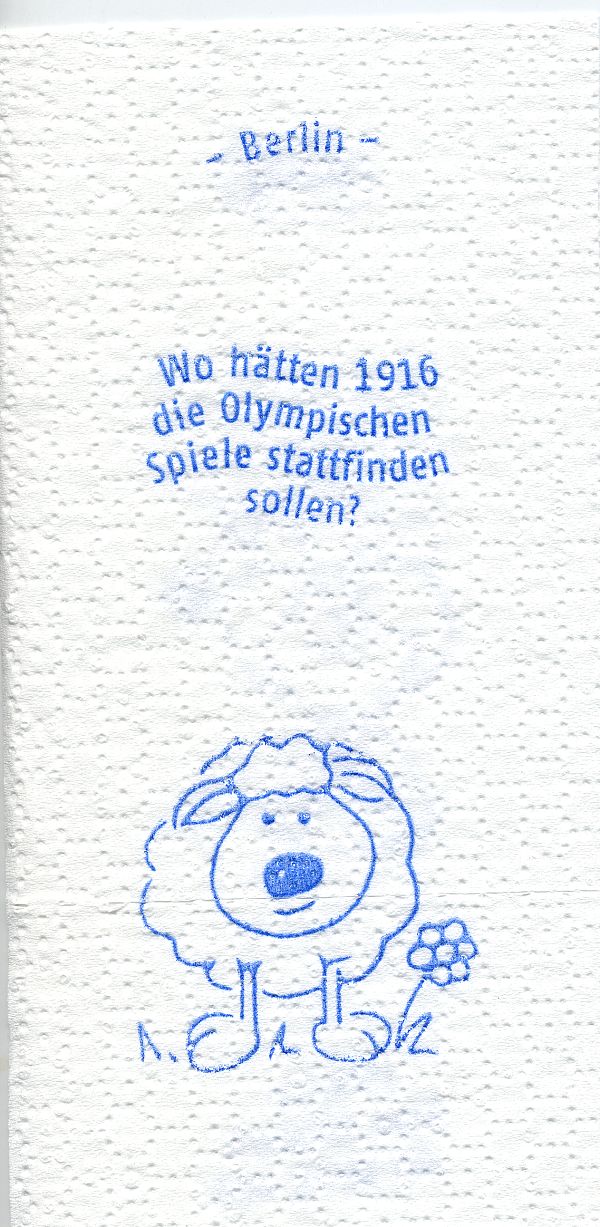 - Berlin -
Wo hätten 1916
die Olympischen
Spiele stattfinden
sollen?